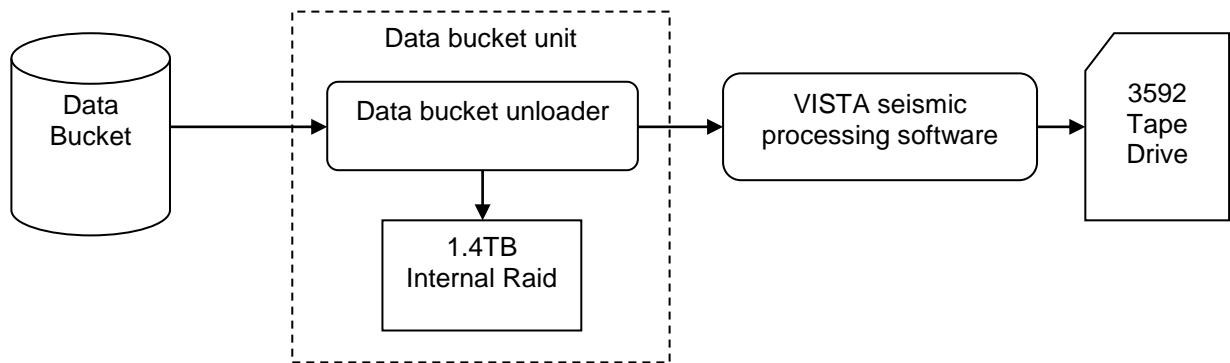 Data bucket unit
Data
Bucket
Data bucket unloader
VISTA seismic
processing software
3592
Tape
Drive
1.4TB
Internal Raid